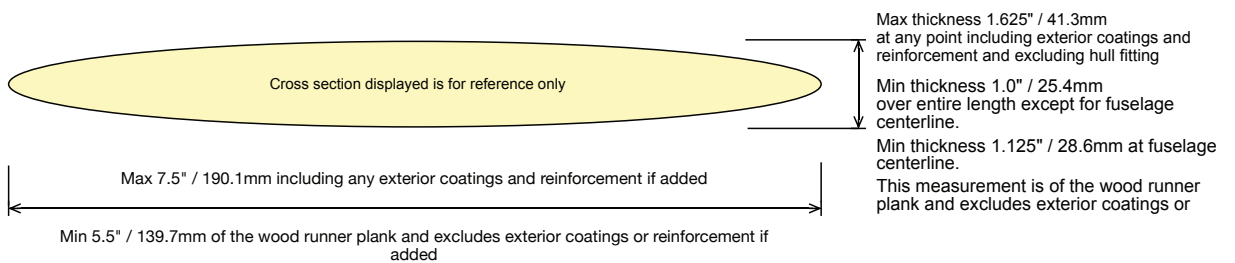 Max thickness 1.625" / 41.3mm
at any point including exterior coatings and
reinforcement and excluding hull fitting
Cross section displayed is for reference only
Min thickness 1.0" / 25.4mm
over entire length except for fuselage
centerline.
Min thickness 1.125" / 28.6mm at fuselage
centerline.
This measurement is of the wood runner
plank and excludes exterior coatings or
Max 7.5" / 190.1mm including any exterior coatings and reinforcement if added
Min 5.5" / 139.7mm of the wood runner plank and excludes exterior coatings or reinforcement if
added